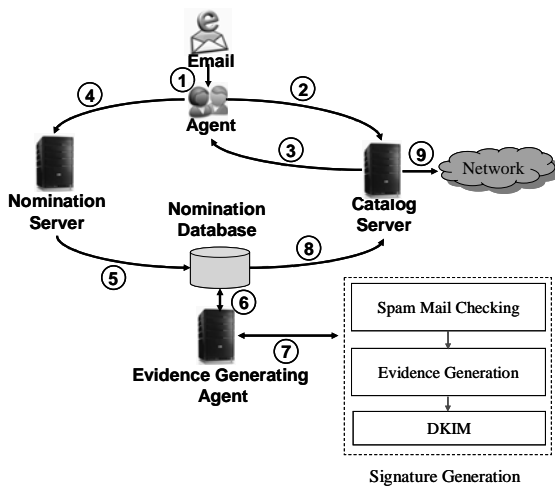 e
Email
1
2
4
Agent
3
9
Network
Nomination
Server
Nomination
Database
Catalog
Server
5
8
6
7
Evidence Generating
Agent
Spam Mail Checking
Evidence Generation
DKIM
Signature Generation